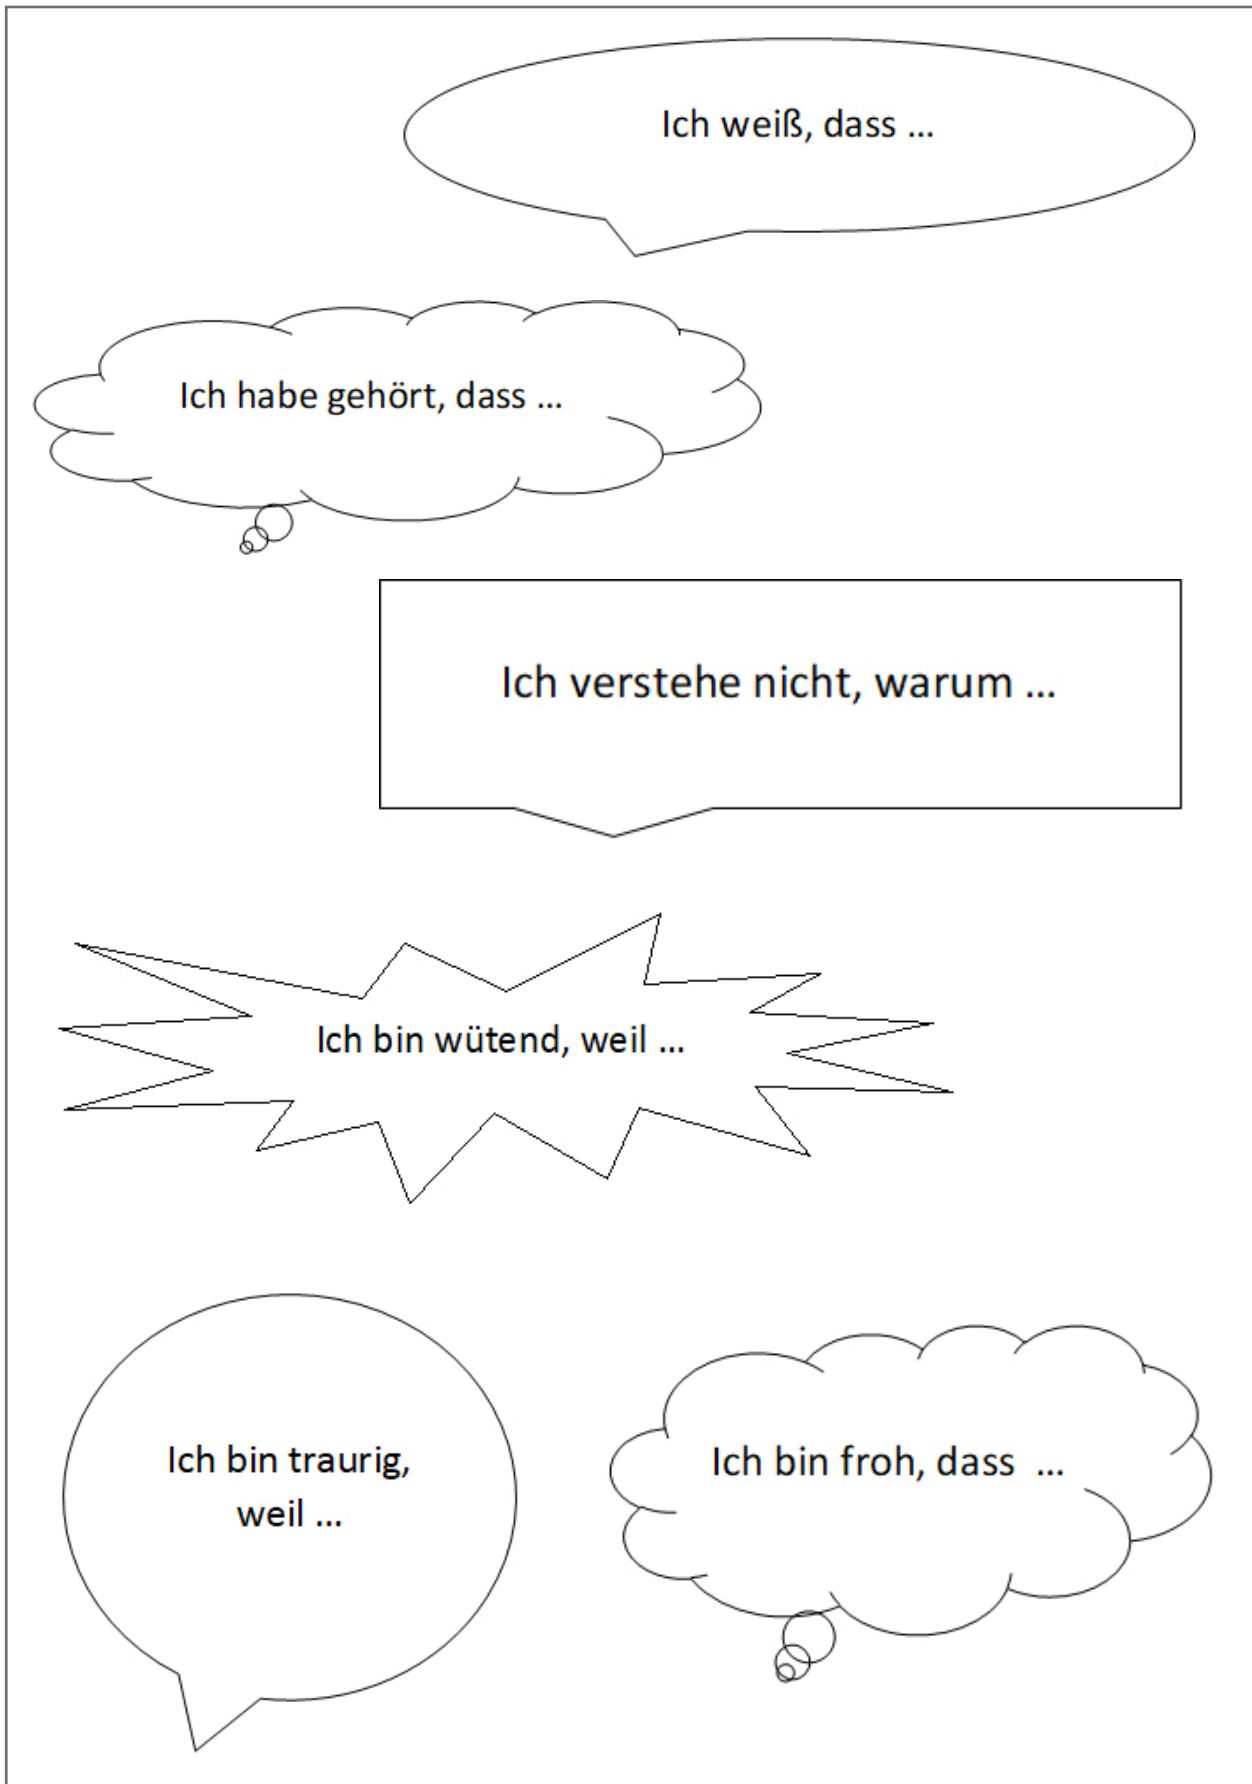 Ich weiß, dass ...
Ich habe gehört, dass ...
Ich verstehe nicht, warum ...
Ich bin wütend, weil ...
Ich bin traurig,
weil ...
Ich bin froh, dass  ...